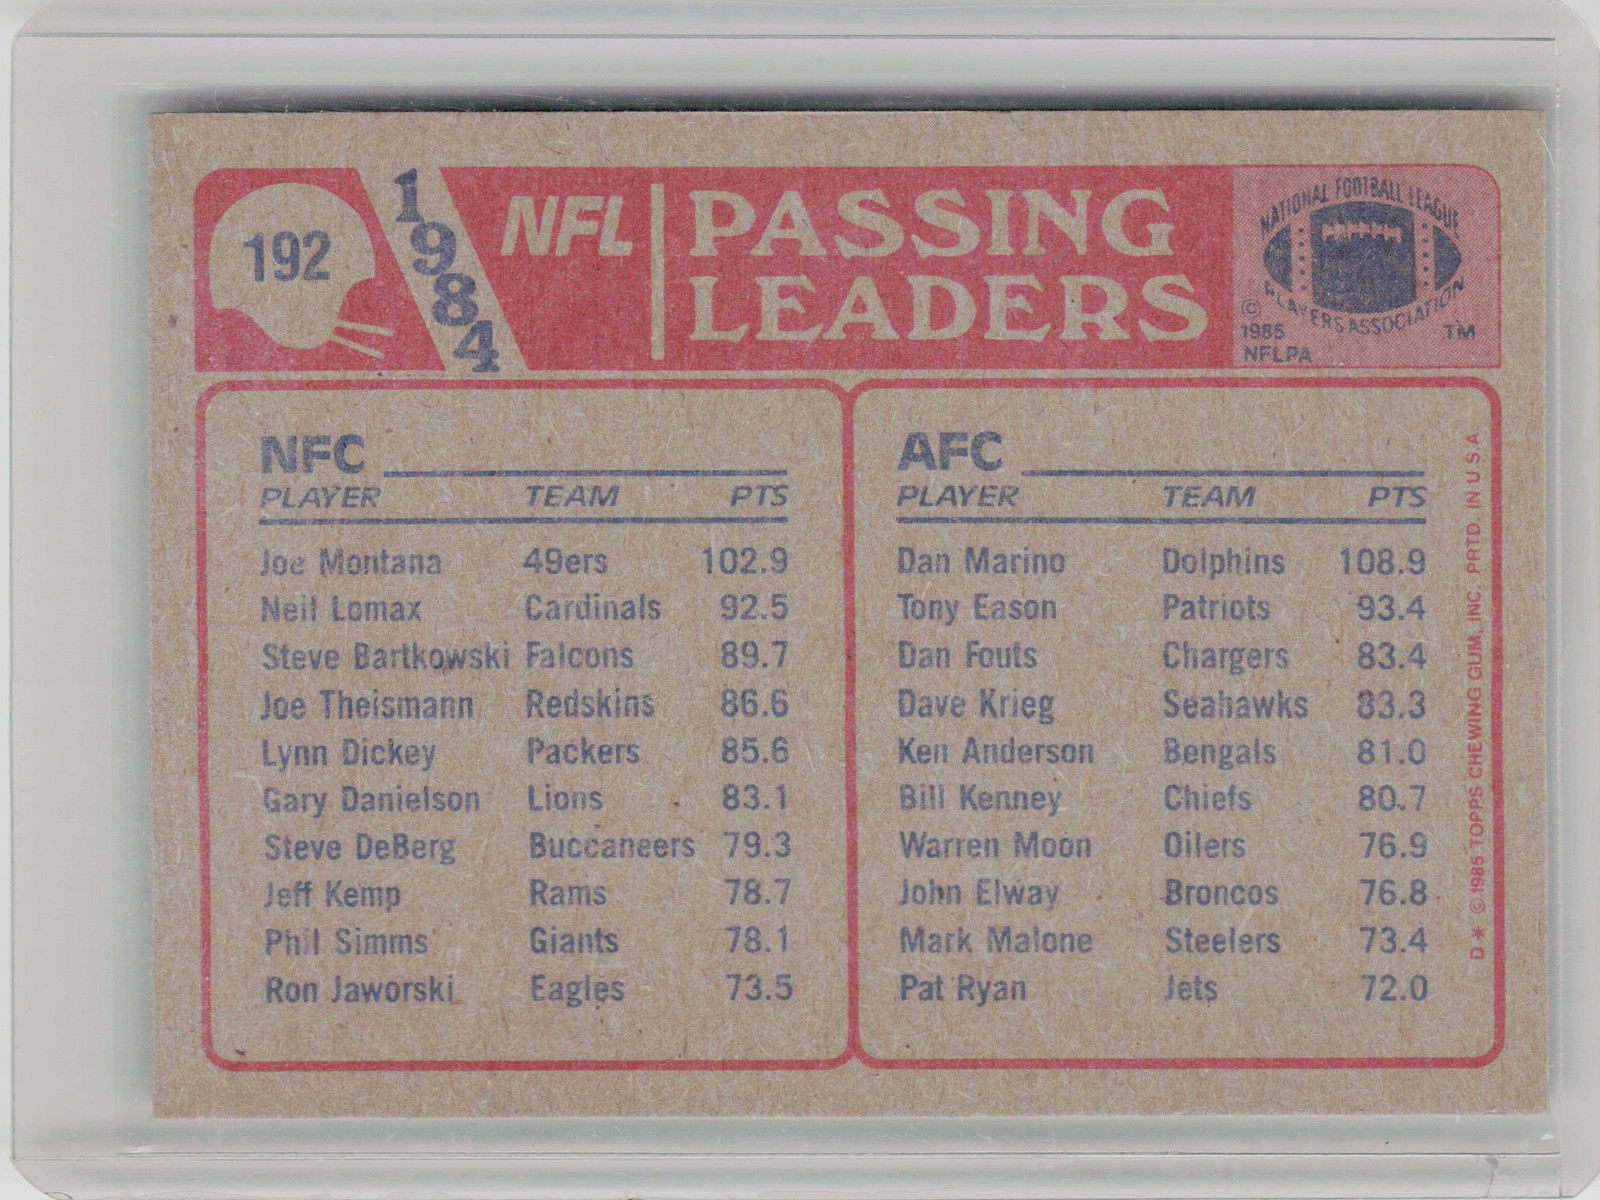 192
1984
NFL
PASSING
LEADERS
NATIONAL FOOTBALL LEAGUE
PLAYERS ASSOCIATION
© 1985
NFLPA
TM
NFC
PLAYER TEAM PTS
Joe Montana 49ers 102.9
Neil Lomax Cardinals 92.5
Steve Bartkowski Falcons 89.7
Joe Theismann Redskins 86.6
Lynn Dickey Packers 85.6
Gary Danielson Lions 83.1
Steve DeBerg Buccaneers 79.3
Jeff Kemp Rams 78.7
Phil Simms Giants 78.1
Ron Jaworski Eagles 73.5
AFC
PLAYER TEAM PTS
Dan Marino Dolphins 108.9
Tony Eason Patriots 93.4
Dan Fouts Chargers 83.4
Dave Krieg Seahawks 83.3
Ken Anderson Bengals 81.0
Bill Kenney Chiefs 80.7
Warren Moon Oilers 76.9
John Elway Broncos 76.8
Mark Malone Steelers 73.4
Pat Ryan Jets 72.0
D * © 1985 TOPPS CHEWING GUM, INC. PRTD. IN U.S.A.